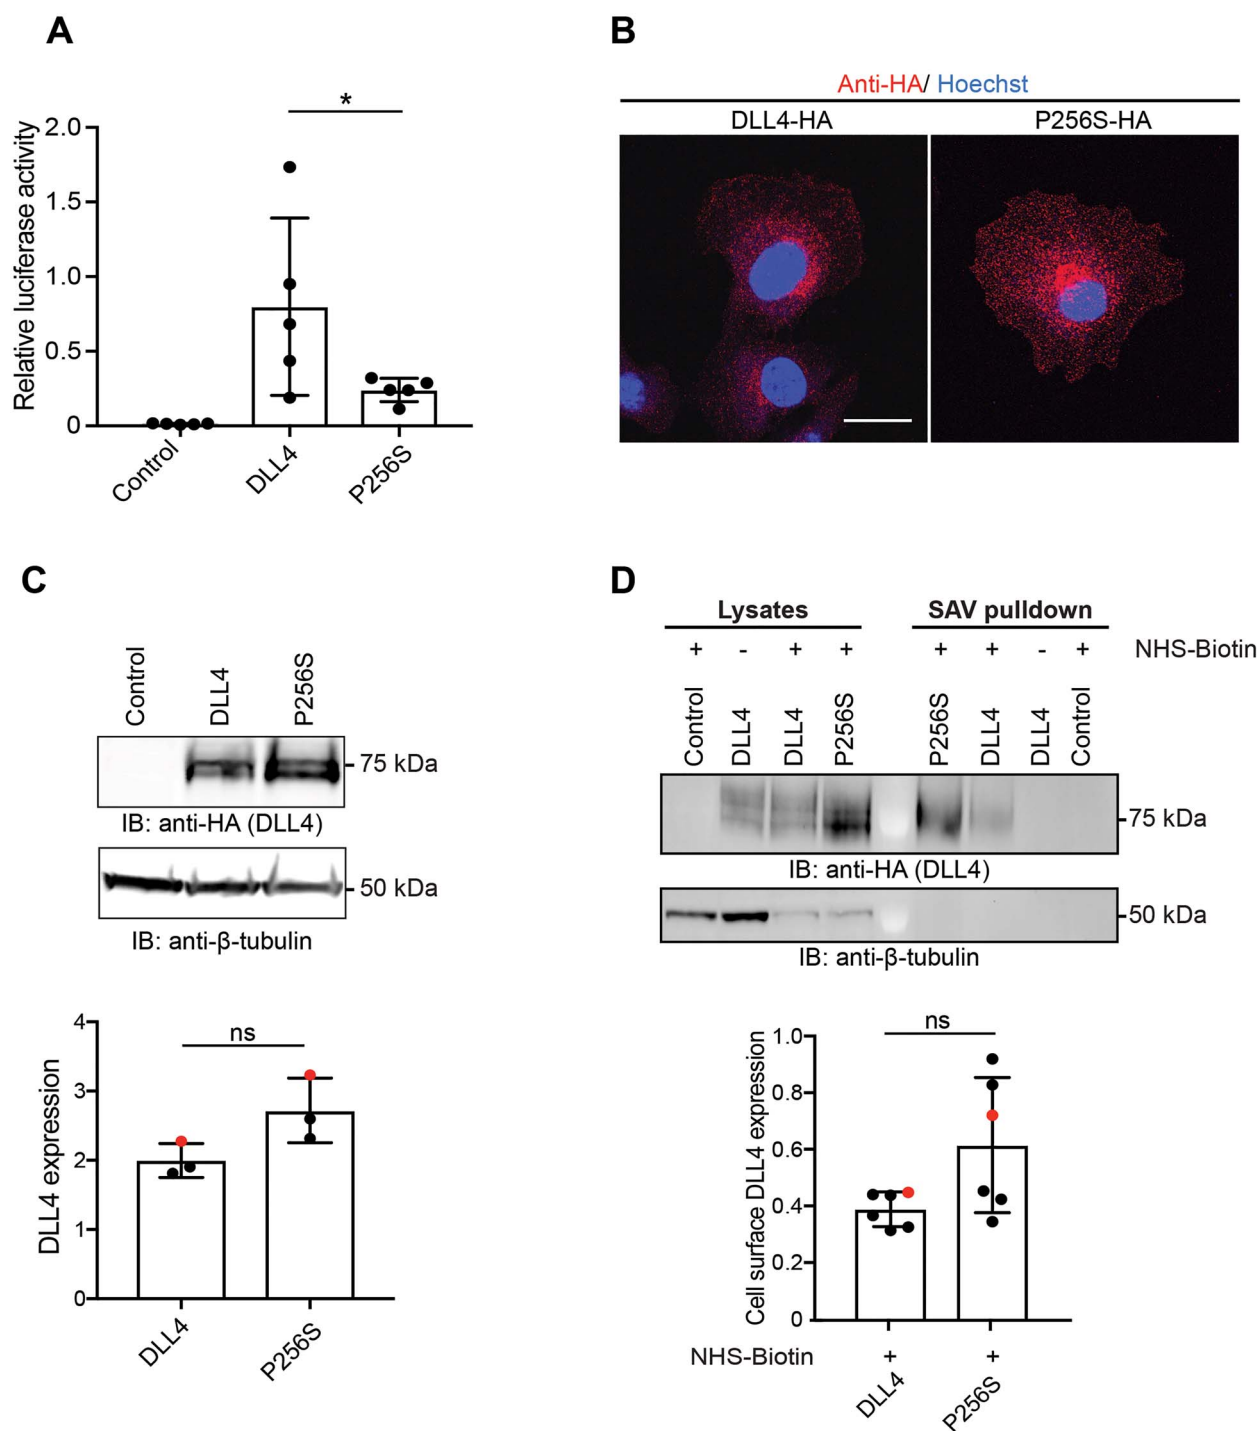 A
*
Relative luciferase activity
2.0
1.5
1.0
0.5
0
Control
DLL4
P256S
B
Anti-HA/ Hoechst
DLL4-HA
P256S-HA
C
Control
DLL4
P256S
75 kDa
IB: anti-HA (DLL4)
50 kDa
IB: anti-β-tubulin
ns
DLL4 expression
4
3
2
1
0
DLL4
P256S
D
Lysates
SAV pulldown
+ - + + + + - + NHS-Biotin
Control
DLL4
DLL4
P256S
P256S
DLL4
DLL4
Control
75 kDa
IB: anti-HA (DLL4)
50 kDa
IB: anti-β-tubulin
ns
Cell surface DLL4 expression
1.0
0.8
0.6
0.4
0.2
0
NHS-Biotin + +
DLL4
P256S